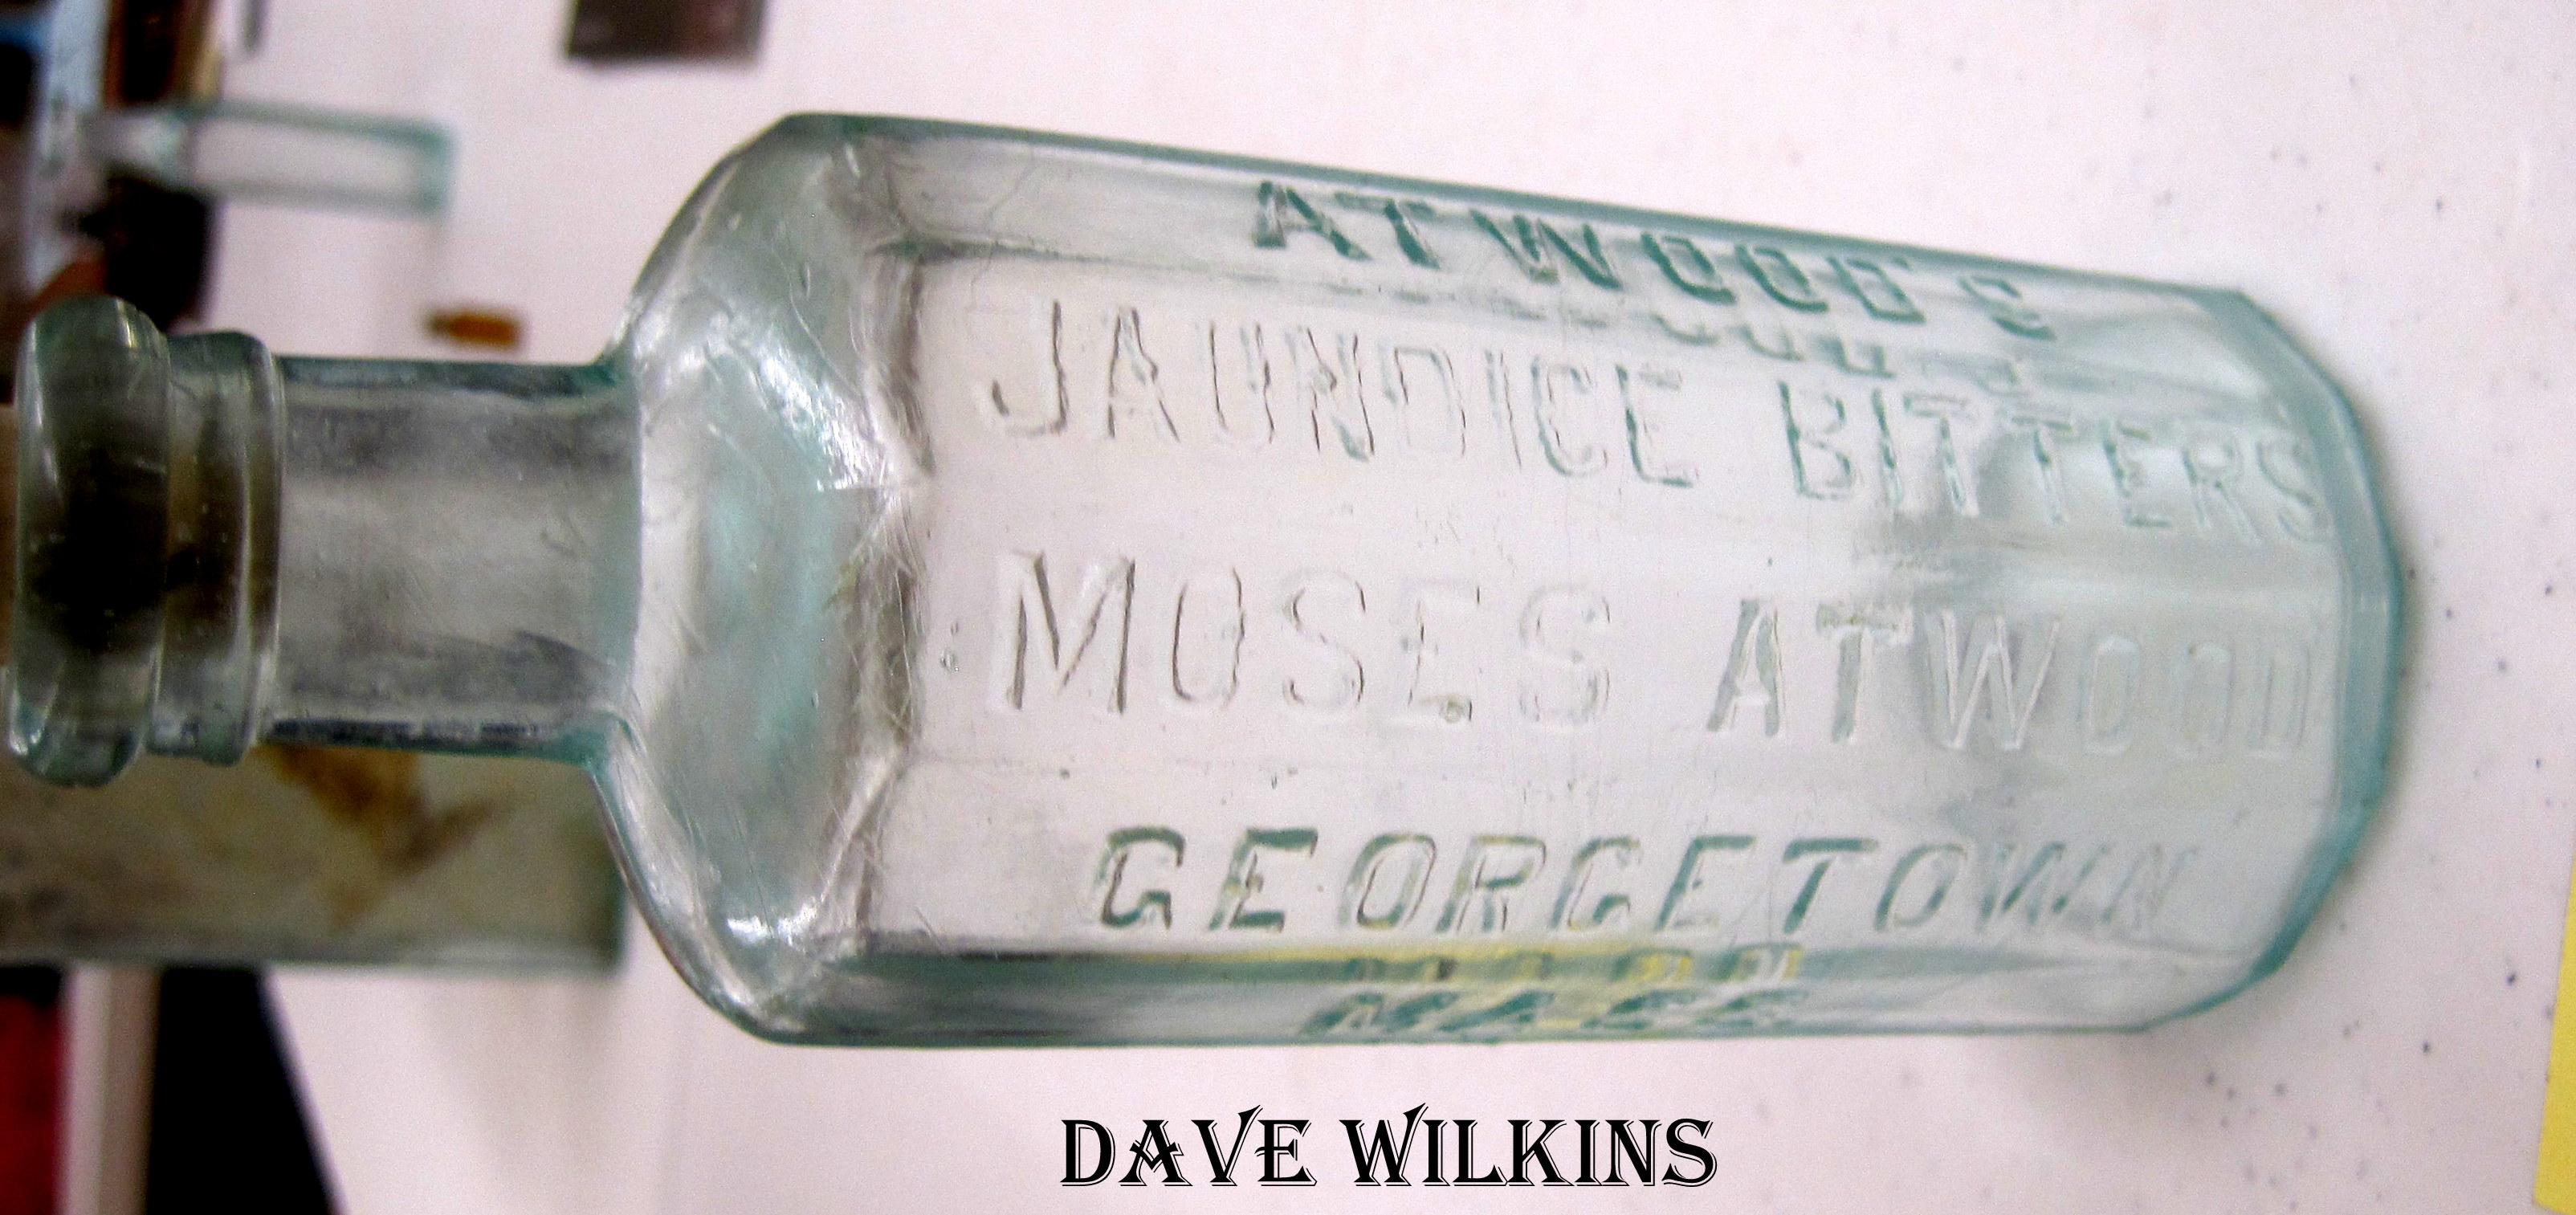 ATWOOD'S
JAUNDICE BITTERS
MOSES ATWOOD
GEORGETOWN
MASS
DAVE WILKINS